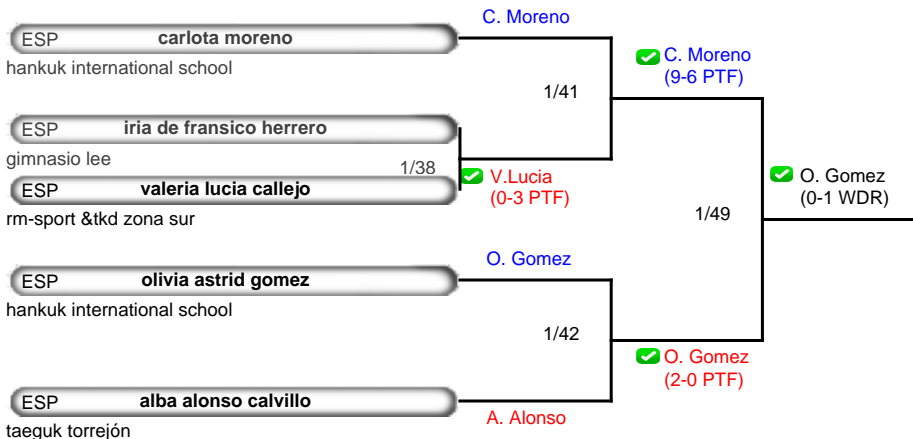 C. Moreno
ESP carlota moreno
hankuk international school
C. Moreno
(9-6 PTF)
1/41
ESP iria de fransico herrero
gimnasio lee
1/38
V.Lucia
(0-3 PTF)
ESP valeria lucia callejo
rm-sport &tkd zona sur
O. Gomez
(0-1 WDR)
1/49
O. Gomez
ESP olivia astrid gomez
hankuk international school
1/42
O. Gomez
(2-0 PTF)
ESP alba alonso calvillo
A. Alonso
taeguk torrejón